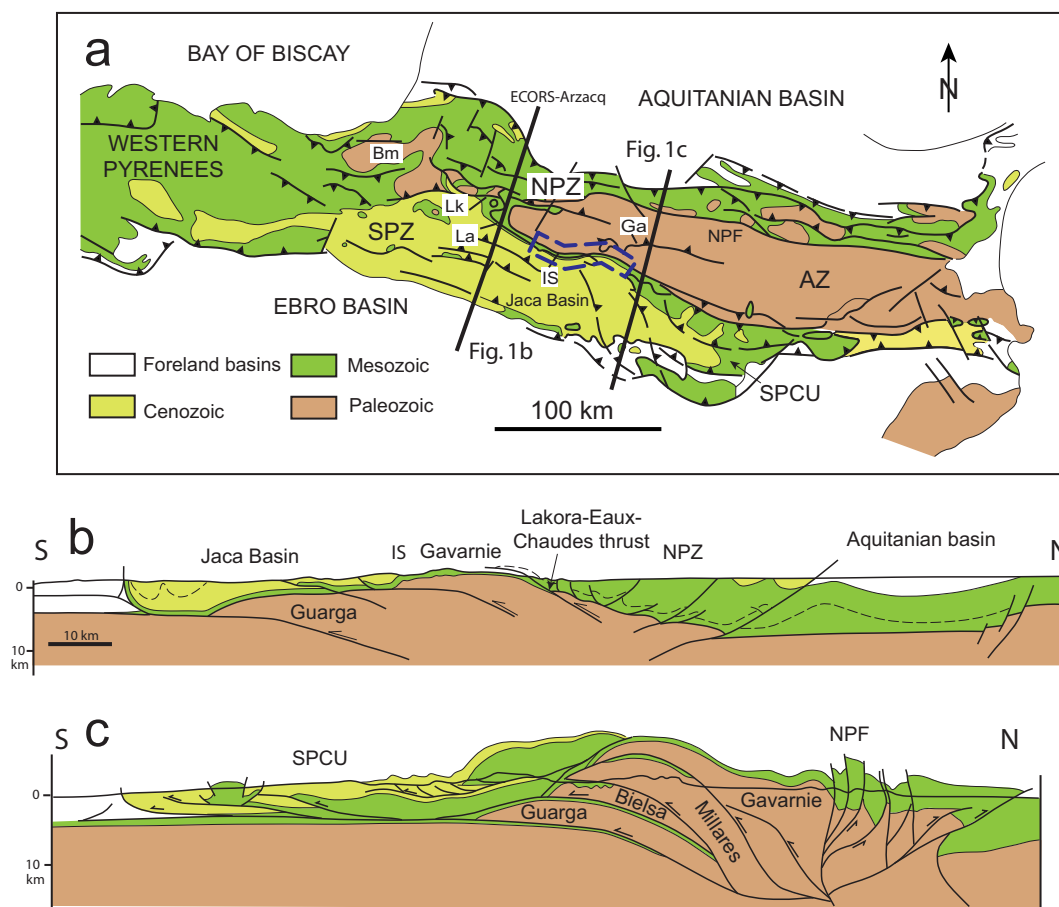 a
BAY OF BISCAY
ECORS-Arzacq
AQUITANIAN BASIN
N
WESTERN
PYRENEES
Bm
Fig. 1c
NPZ
Lk
Ga
SPZ
NPF
La
AZ
IS
Jaca Basin
EBRO BASIN
Fig. 1b
Foreland basins
Mesozoic
SPCU
Cenozoic
Paleozoic
100 km
S
b
Jaca Basin
IS
Gavarnie
Lakora-Eaux-
Chaudes thrust
NPZ
Aquitanian basin
N
0
Guarga
10 km
10
km
S
c
SPCU
NPF
N
0
Guarga
Bielsa
Millares
Gavarnie
10
km